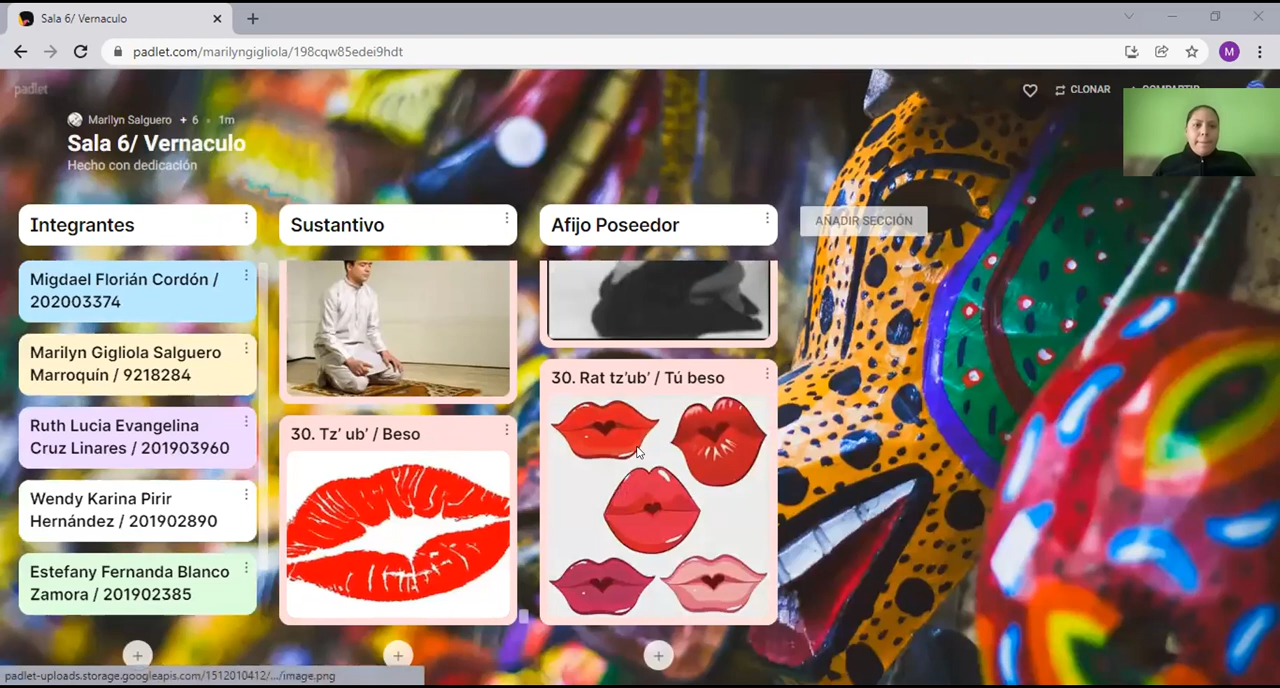 Sala 6/ Vernaculo
padlet.com/marilyngigliola/198cqw85edei9hdt
M
padlet
CLONAR
COMPARTIR
Marilyn Salguero + 6 • 1m
Sala 6/ Vernaculo
Hecho con dedicación
Integrantes
Sustantivo
Afijo Poseedor
AÑADIR SECCIÓN
Migdael Florián Cordón /
202003374
Marilyn Gigliola Salguero
Marroquín / 9218284
Ruth Lucia Evangelina
Cruz Linares / 201903960
Wendy Karina Pirir
Hernández / 201902890
Estefany Fernanda Blanco
Zamora / 201902385
30. Tz’ ub’ / Beso
30. Rat tz’ub’ / Tú beso
padlet-uploads.storage.googleapis.com/1512010412/.../image.png